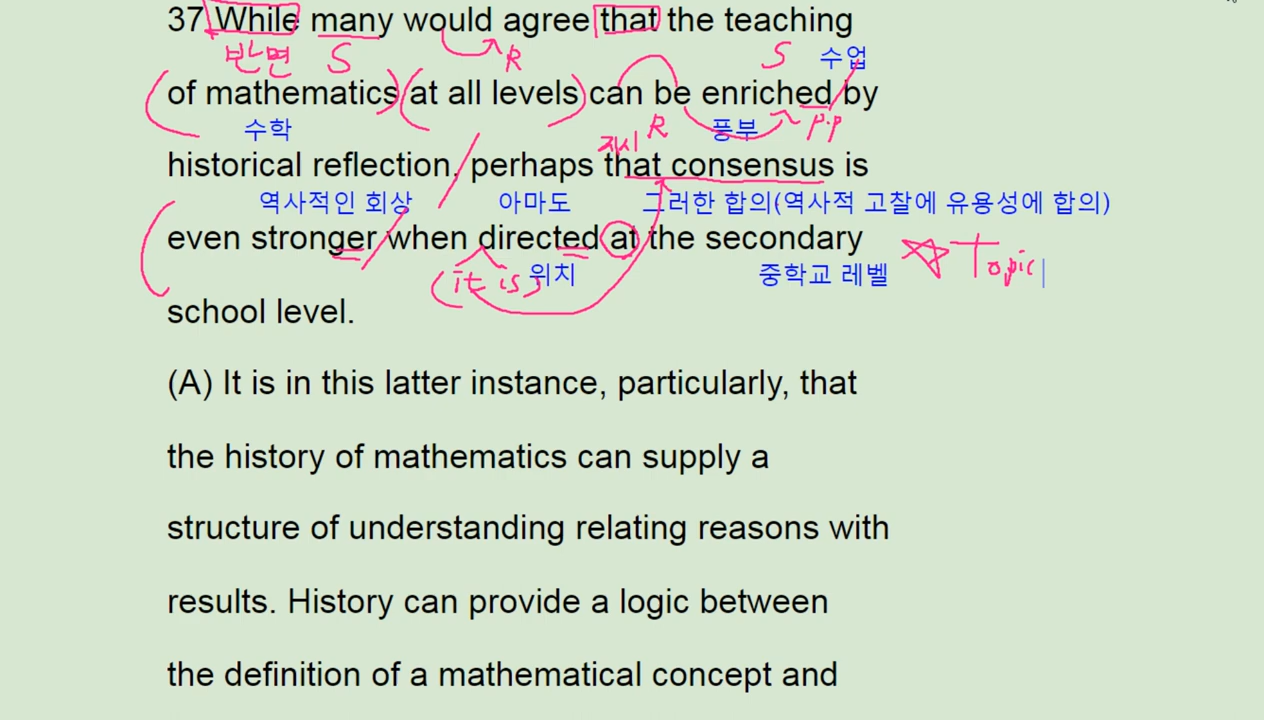 37 While many would agree that the teaching
반면 S R S 수업
of mathematics at all levels can be enriched by
수학 지시 R 풍부 p.p
historical reflection, perhaps that consensus is
역사적인 회상 아마도 그러한 합의(역사적 고찰에 유용성에 합의)
even stronger when directed at the secondary
(it is) 위치 중학교 레벨 Topic
school level.
(A) It is in this latter instance, particularly, that
the history of mathematics can supply a
structure of understanding relating reasons with
results. History can provide a logic between
the definition of a mathematical concept and